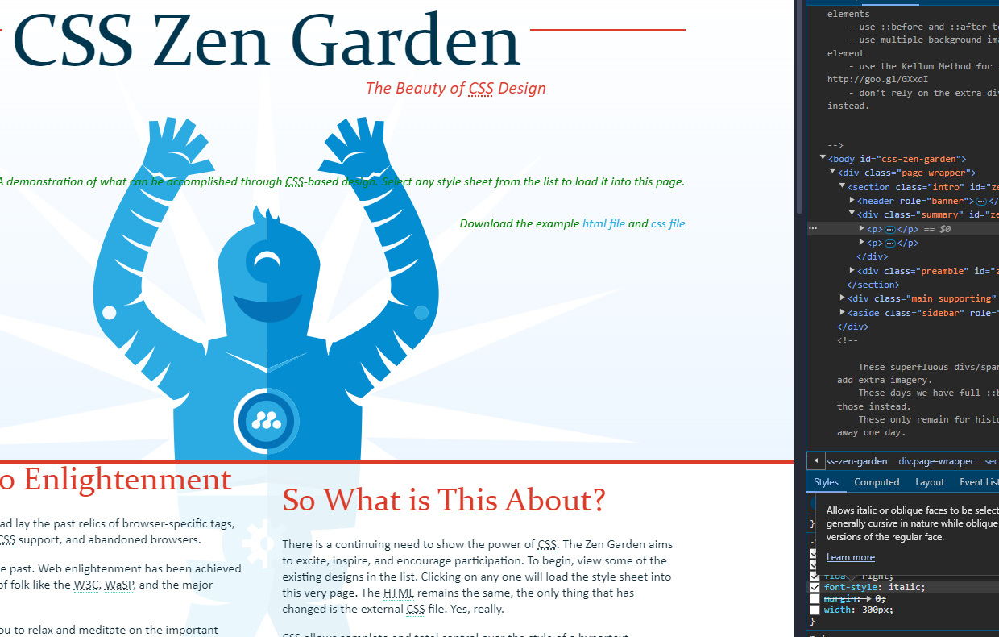 CSS Zen Garden
The Beauty of CSS Design
A demonstration of what can be accomplished through CSS-based design. Select any style sheet from the list to load it into this page.
Download the example html file and css file
o Enlightenment
ad lay the past relics of browser-specific tags,
CSS support, and abandoned browsers.
e past. Web enlightenment has been achieved
of folk like the W3C, WaSP, and the major
ou to relax and meditate on the important
So What is This About?
There is a continuing need to show the power of CSS. The Zen Garden aims
to excite, inspire, and encourage participation. To begin, view some of the
existing designs in the list. Clicking on any one will load the style sheet into
this very page. The HTML remains the same, the only thing that has
changed is the external CSS file. Yes, really.
CSS allows complete and total control over the style of a hypertext
elements
- use ::before and ::after t
- use multiple background im
element
- use the Kellum Method for
http://goo.gl/GXxdI
- don't rely on the extra di
instead.
-->
<body id="css-zen-garden">
<div class="page-wrapper">
<section class="intro" id="ze
<header role="banner">…</
<div class="summary" id="ze
… <p>…</p> == $0
<p>…</p>
</div>
<div class="preamble" id="z
</section>
<div class="main supporting"
<aside class="sidebar" role="
</div>
<!--
These superfluous divs/spa
add extra imagery.
These days we have full ::b
those instead.
These only remain for histo
away one day.
ss-zen-garden div.page-wrapper sec
Styles Computed Layout Event List
Allows italic or oblique faces to be select
generally cursive in nature while oblique
versions of the regular face.
Learn more
}
float: right;
font-style: italic;
margin: 0;
width: 300px;
}